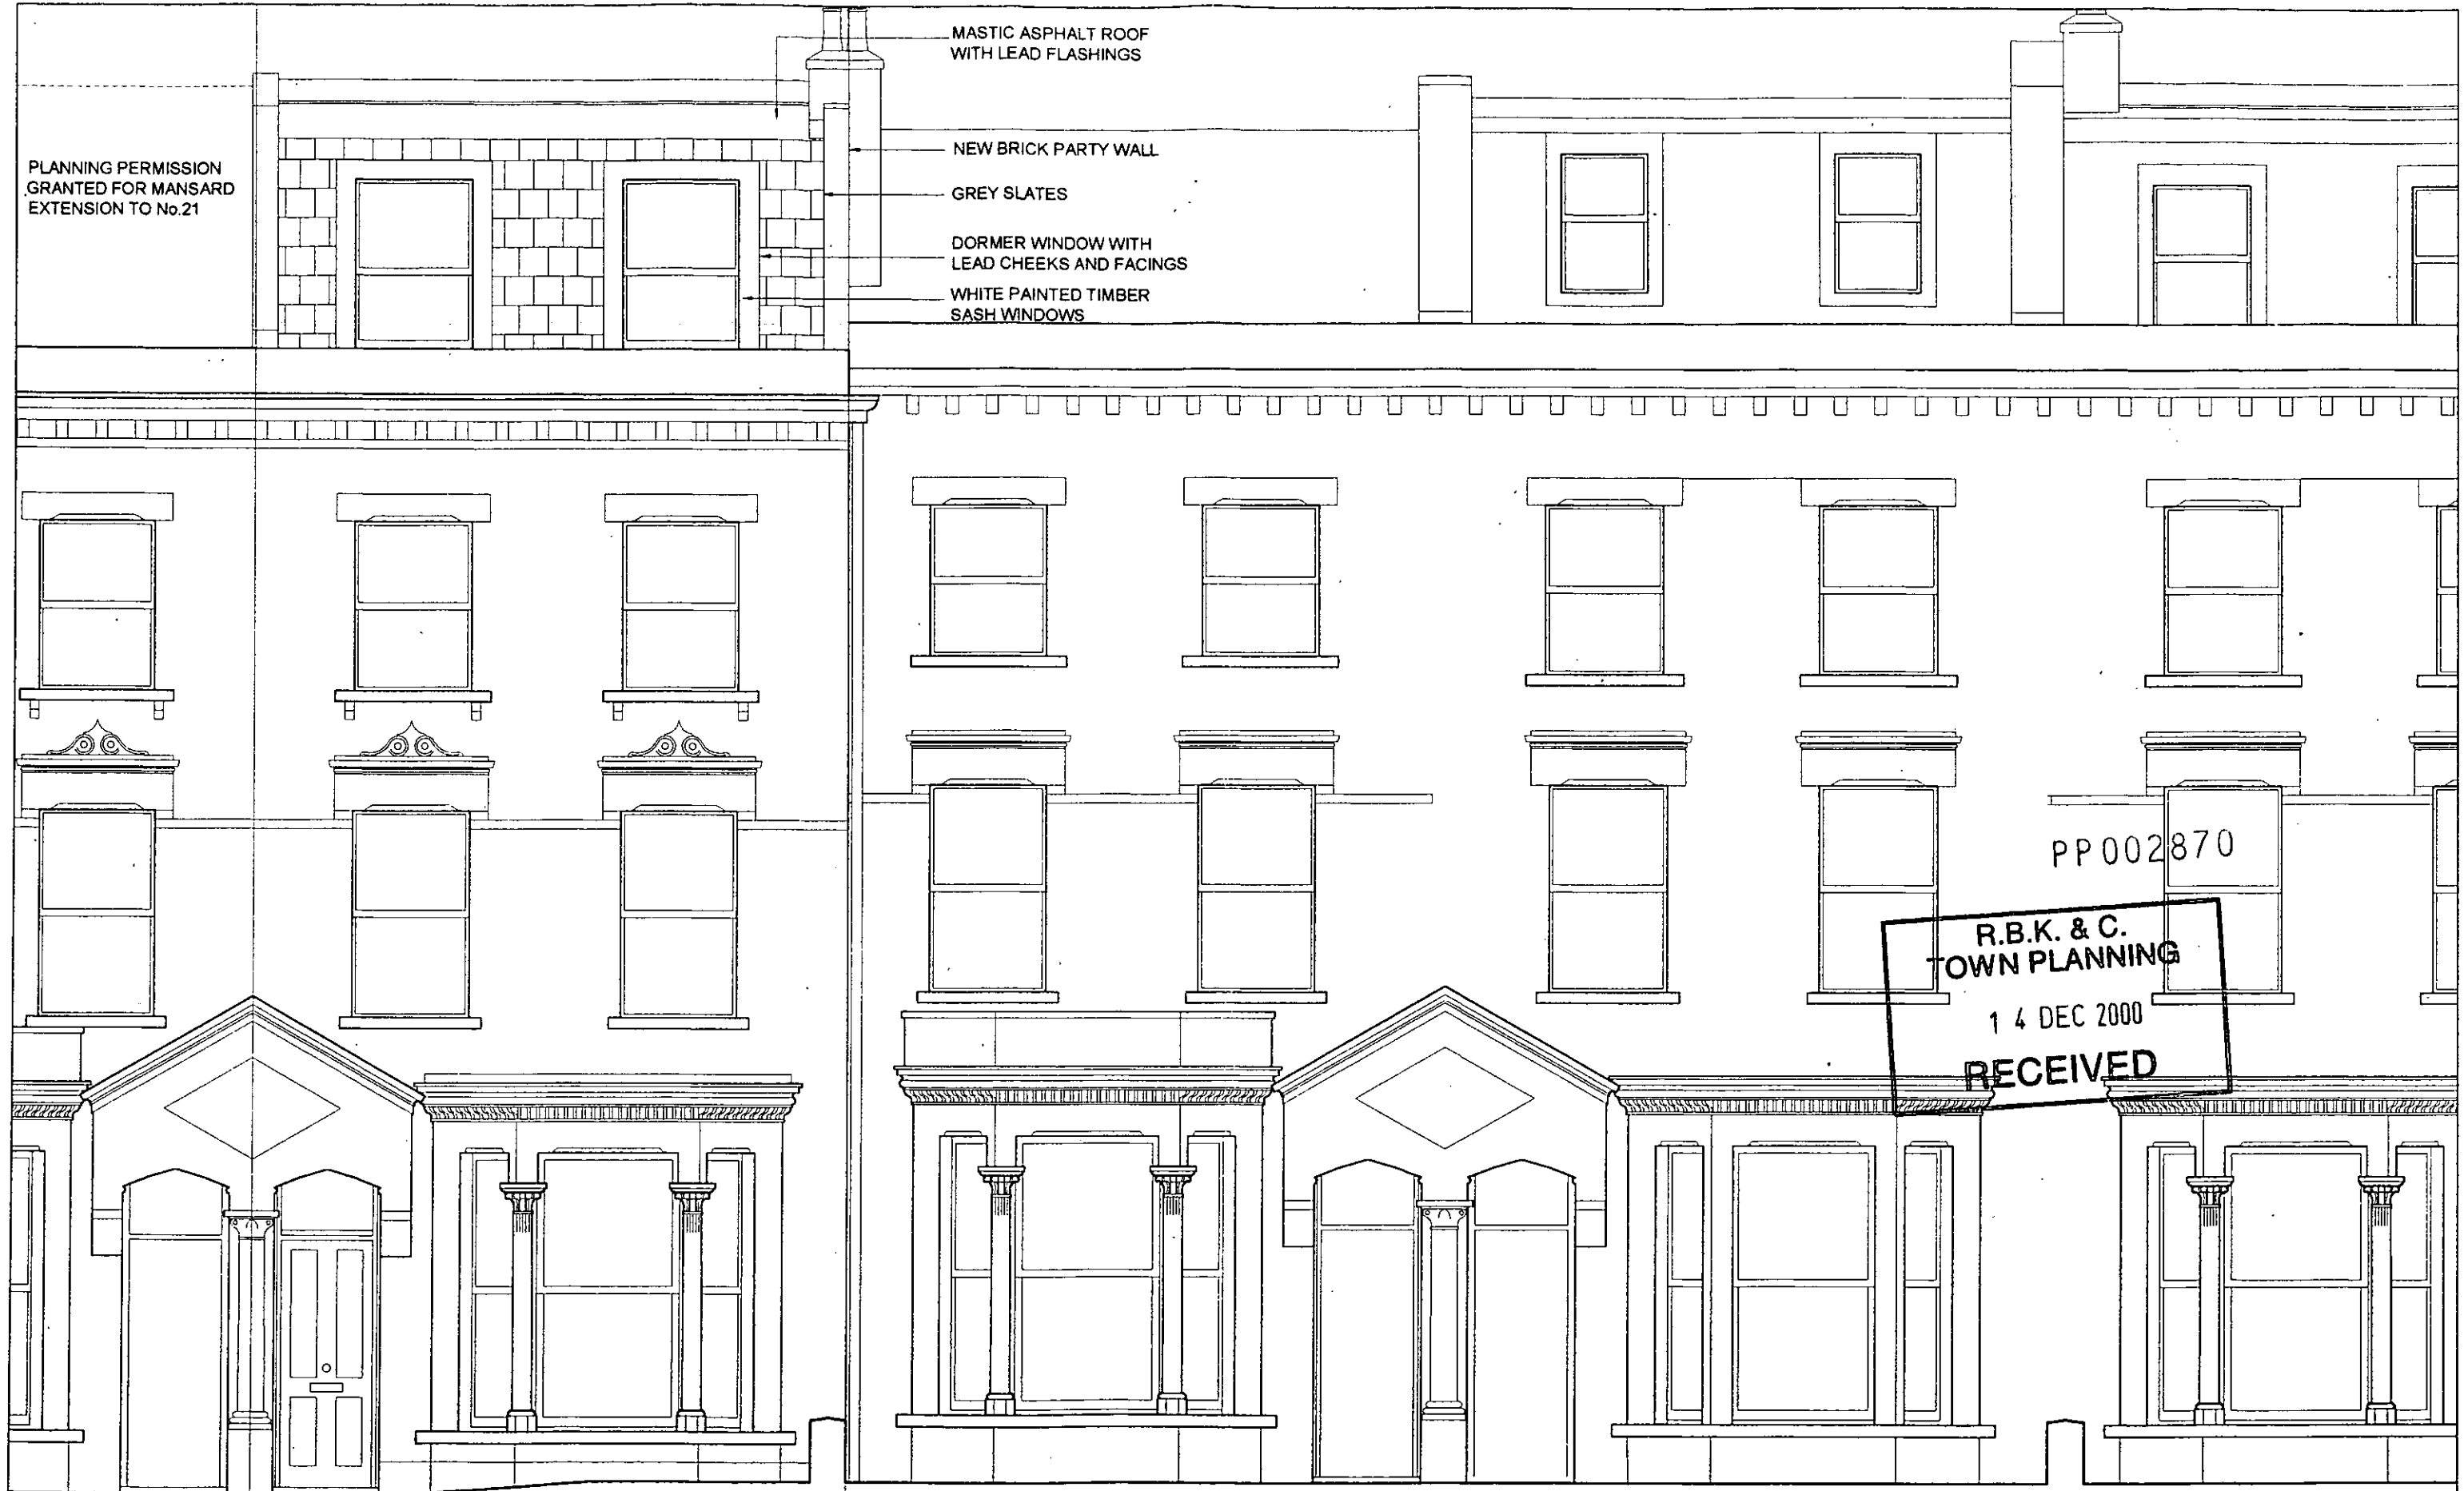 MASTIC ASPHALT ROOF
WITH LEAD FLASHINGS
PLANNING PERMISSION
GRANTED FOR MANSARD
EXTENSION TO No.21
NEW BRICK PARTY WALL
GREY SLATES
DORMER WINDOW WITH
LEAD CHEEKS AND FACINGS
WHITE PAINTED TIMBER
SASH WINDOWS
PP002870
R.B.K. & C.
TOWN PLANNING
14 DEC 2000
RECEIVED